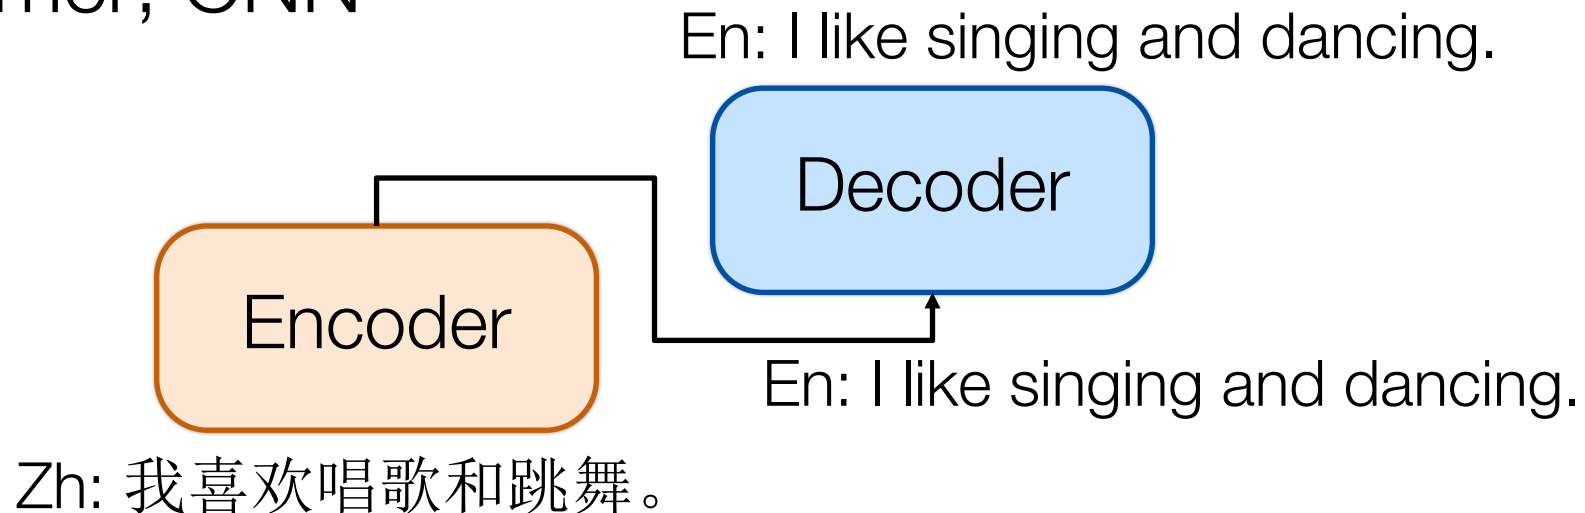 CNN
En: I like singing and dancing.
Decoder
Encoder
En: I like singing and dancing.
Zh: 我喜欢唱歌和跳舞。